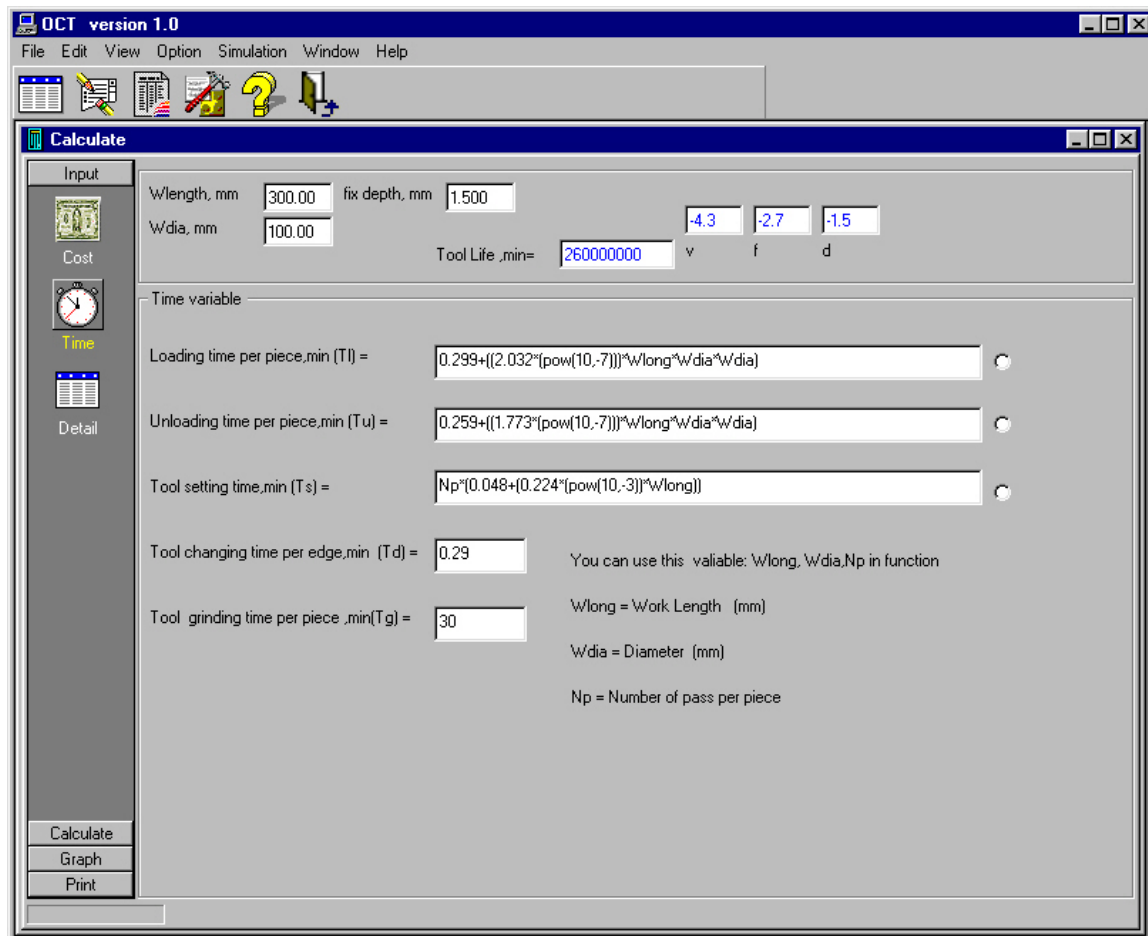 OCT version 1.0
File Edit View Option Simulation Window Help
Calculate
Input
Cost
Time
Detail
Calculate
Graph
Print
Wlength, mm 300.00 fix depth, mm 1.500
Wdia, mm 100.00
-4.3 -2.7 -1.5
Tool Life ,min= 260000000 v f d
Time variable
Loading time per piece,min (Tl) = 0.299+((2.032*(pow(10,-7)))*Wlong*Wdia*Wdia)
Unloading time per piece,min (Tu) = 0.259+((1.773*(pow(10,-7)))*Wlong*Wdia*Wdia)
Tool setting time,min (Ts) = Np*(0.048+(0.224*(pow(10,-3))*Wlong))
Tool changing time per edge,min (Td) = 0.29
You can use this valiable: Wlong, Wdia,Np in function
Wlong = Work Length (mm)
Tool grinding time per piece ,min(Tg) = 30
Wdia = Diameter (mm)
Np = Number of pass per piece